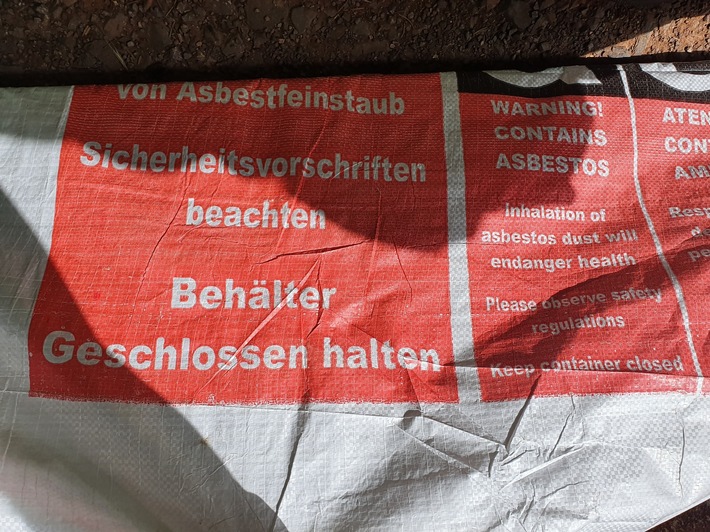 von Asbestfeinstaub
Sicherheitsvorschriften
beachten
Behälter
Geschlossen halten
WARNING!
CONTAINS
ASBESTOS
Inhalation of
asbestos dust will
endanger health
Please observe safety
regulations
Keep container closed